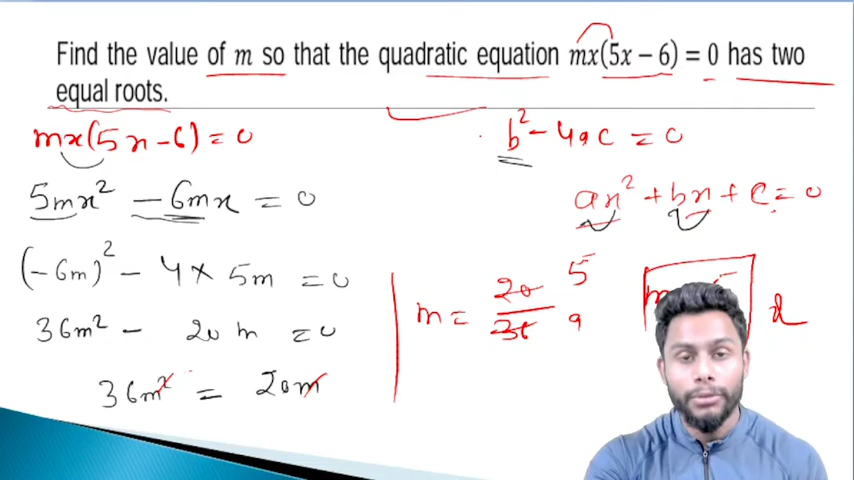 Find the value of m so that the quadratic equation mx(5x − 6) = 0 has two
equal roots.
mx(5x-6)=0
5mx² -6mx = 0
(-6m)² - 4 × 5m = 0
36m² - 20m = 0
36m² = 20m
b² - 4ac = 0
ax² + bx + c = 0
m = 20/36 5/9